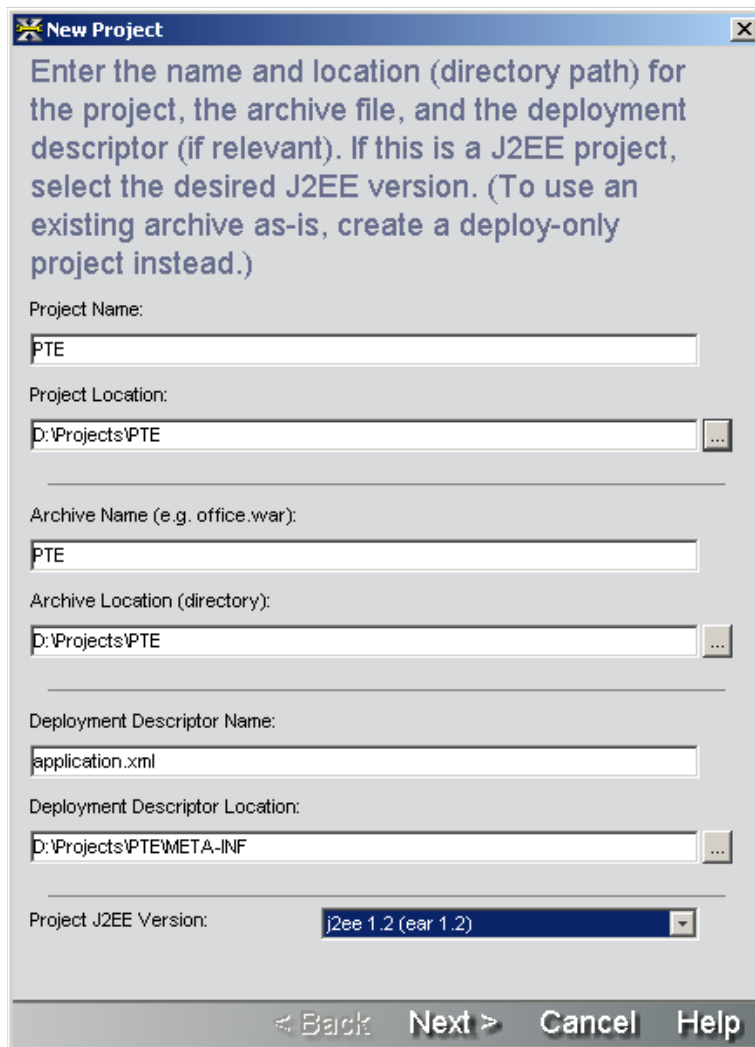 New Project
Enter the name and location (directory path) for
the project, the archive file, and the deployment
descriptor (if relevant). If this is a J2EE project,
select the desired J2EE version. (To use an
existing archive as-is, create a deploy-only
project instead.)
Project Name:
PTE
Project Location:
D:\Projects\PTE
...
Archive Name (e.g. office.war):
PTE
Archive Location (directory):
D:\Projects\PTE
...
Deployment Descriptor Name:
application.xml
Deployment Descriptor Location:
D:\Projects\PTE\META-INF
...
Project J2EE Version:
j2ee 1.2 (ear 1.2)
< Back Next > Cancel Help